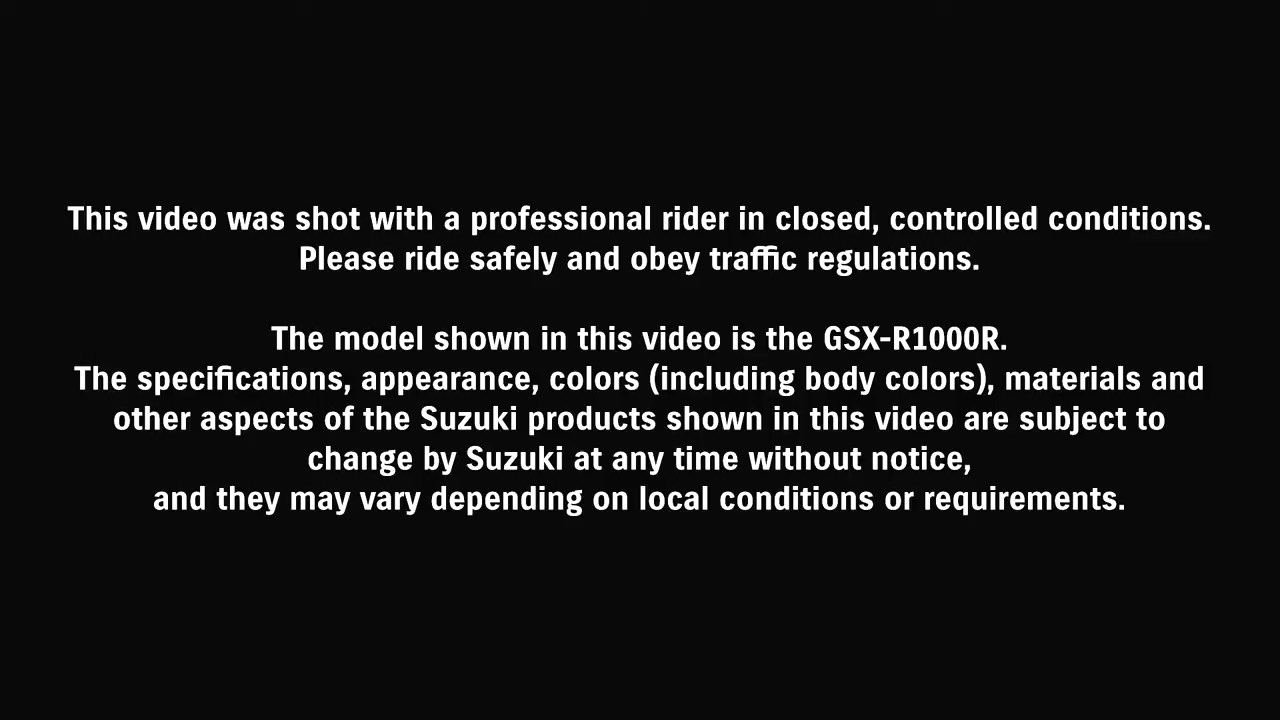 This video was shot with a professional rider in closed, controlled conditions.
Please ride safely and obey traffic regulations.
The model shown in this video is the GSX-R1000R.
The specifications, appearance, colors (including body colors), materials and
other aspects of the Suzuki products shown in this video are subject to
change by Suzuki at any time without notice,
and they may vary depending on local conditions or requirements.